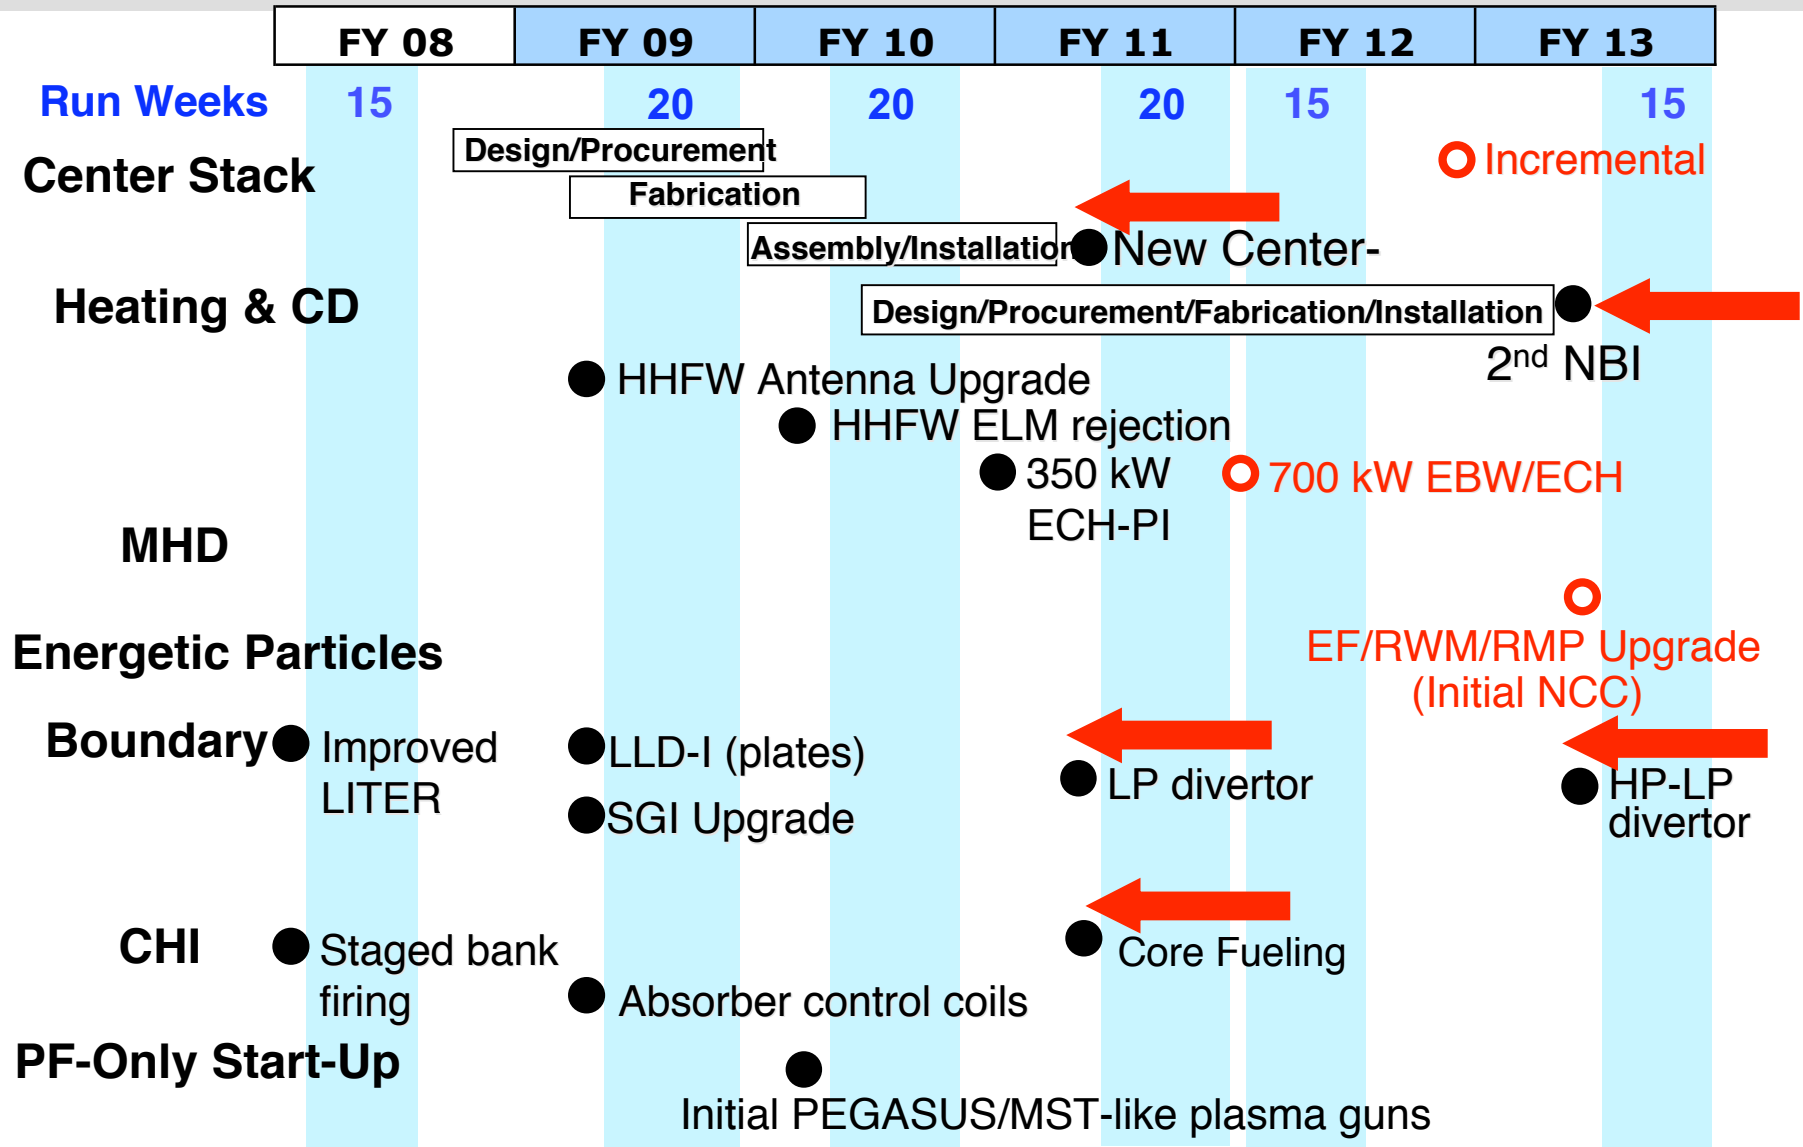 FY 08 FY 09 FY 10 FY 11 FY 12 FY 13
Run Weeks 15 20 20 20 15 15
Design/Procurement
Incremental
Center Stack
Fabrication
Assembly/Installation
New Center-
Heating & CD
Design/Procurement/Fabrication/Installation
2nd NBI
HHFW Antenna Upgrade
HHFW ELM rejection
350 kW
ECH-PI
700 kW EBW/ECH
MHD
EF/RWM/RMP Upgrade
(Initial NCC)
Energetic Particles
Boundary
Improved
LITER
LLD-I (plates)
SGI Upgrade
LP divertor
HP-LP
divertor
CHI
Staged bank
firing
Absorber control coils
Core Fueling
PF-Only Start-Up
Initial PEGASUS/MST-like plasma guns